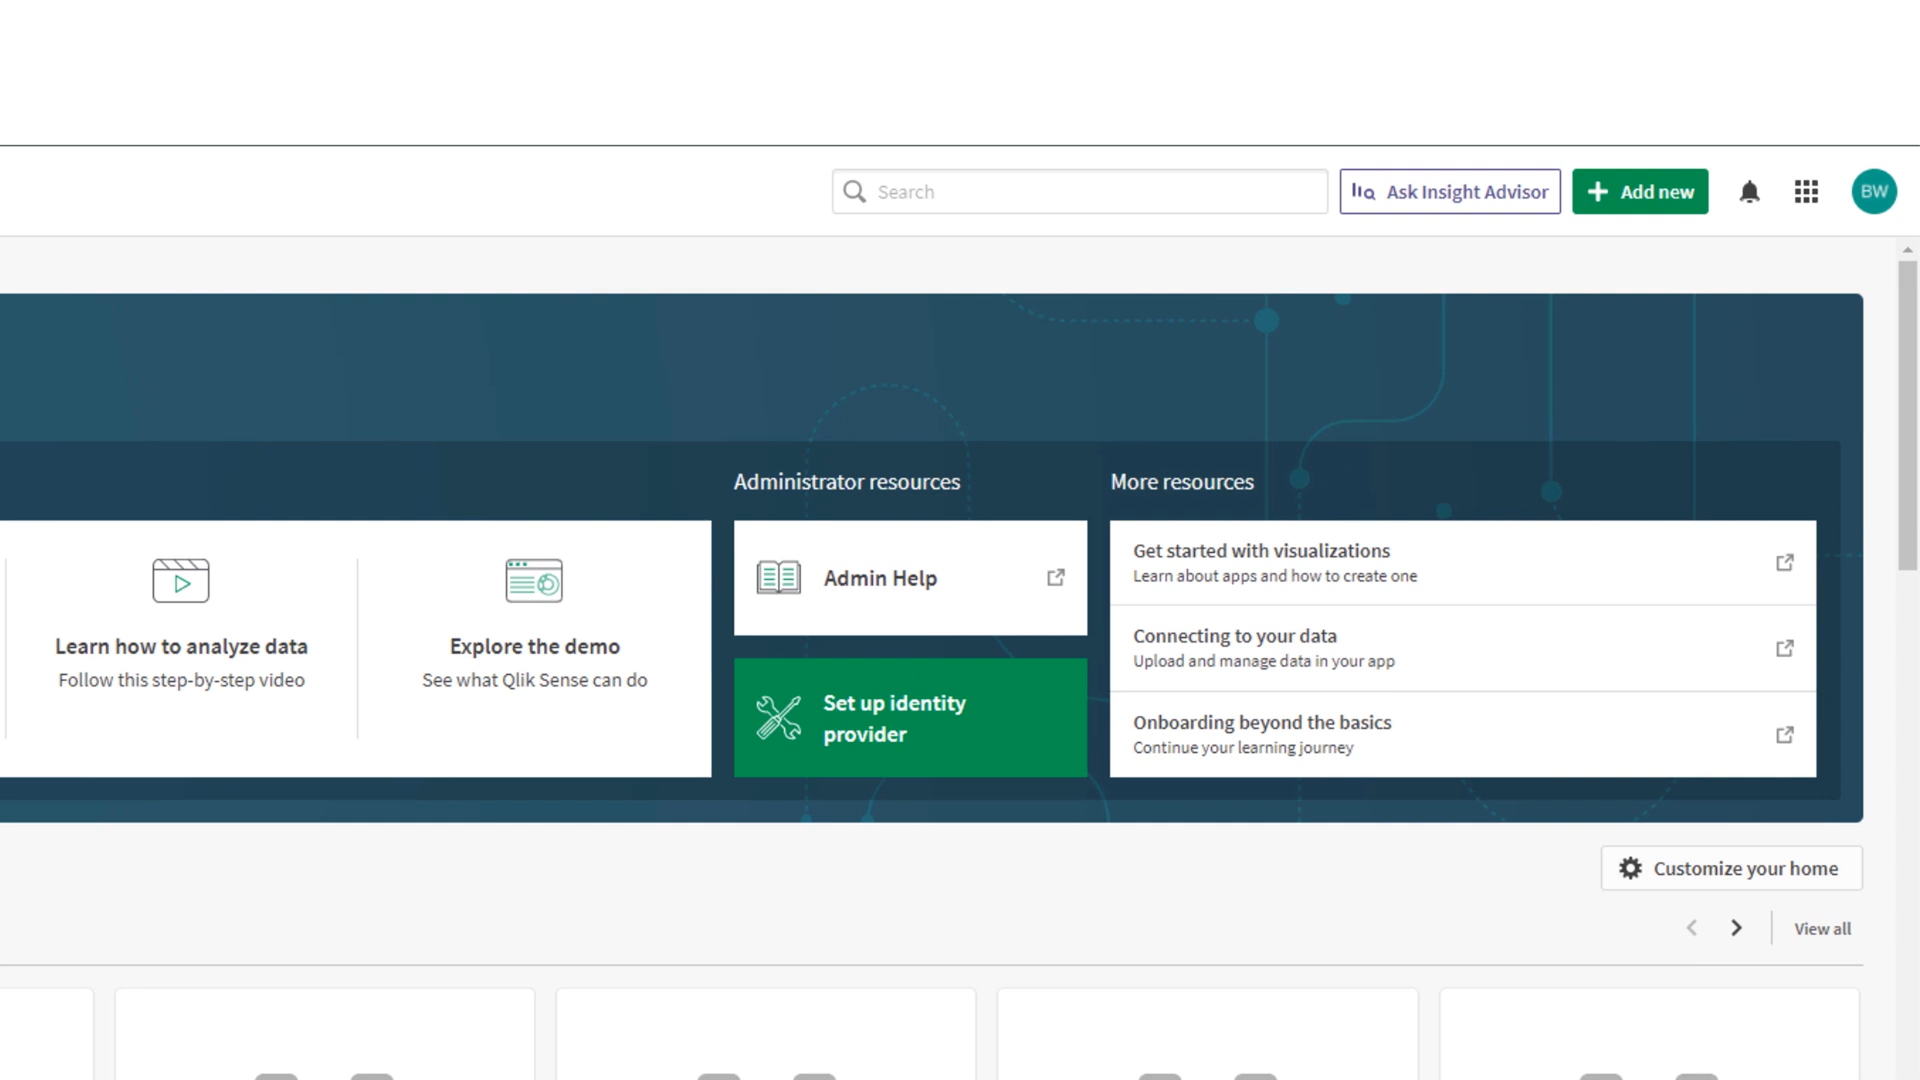 Search
Ask Insight Advisor
Add new
BW
Administrator resources
More resources
Learn how to analyze data
Follow this step-by-step video
Explore the demo
See what Qlik Sense can do
Admin Help
Set up identity
provider
Get started with visualizations
Learn about apps and how to create one
Connecting to your data
Upload and manage data in your app
Onboarding beyond the basics
Continue your learning journey
Customize your home
View all